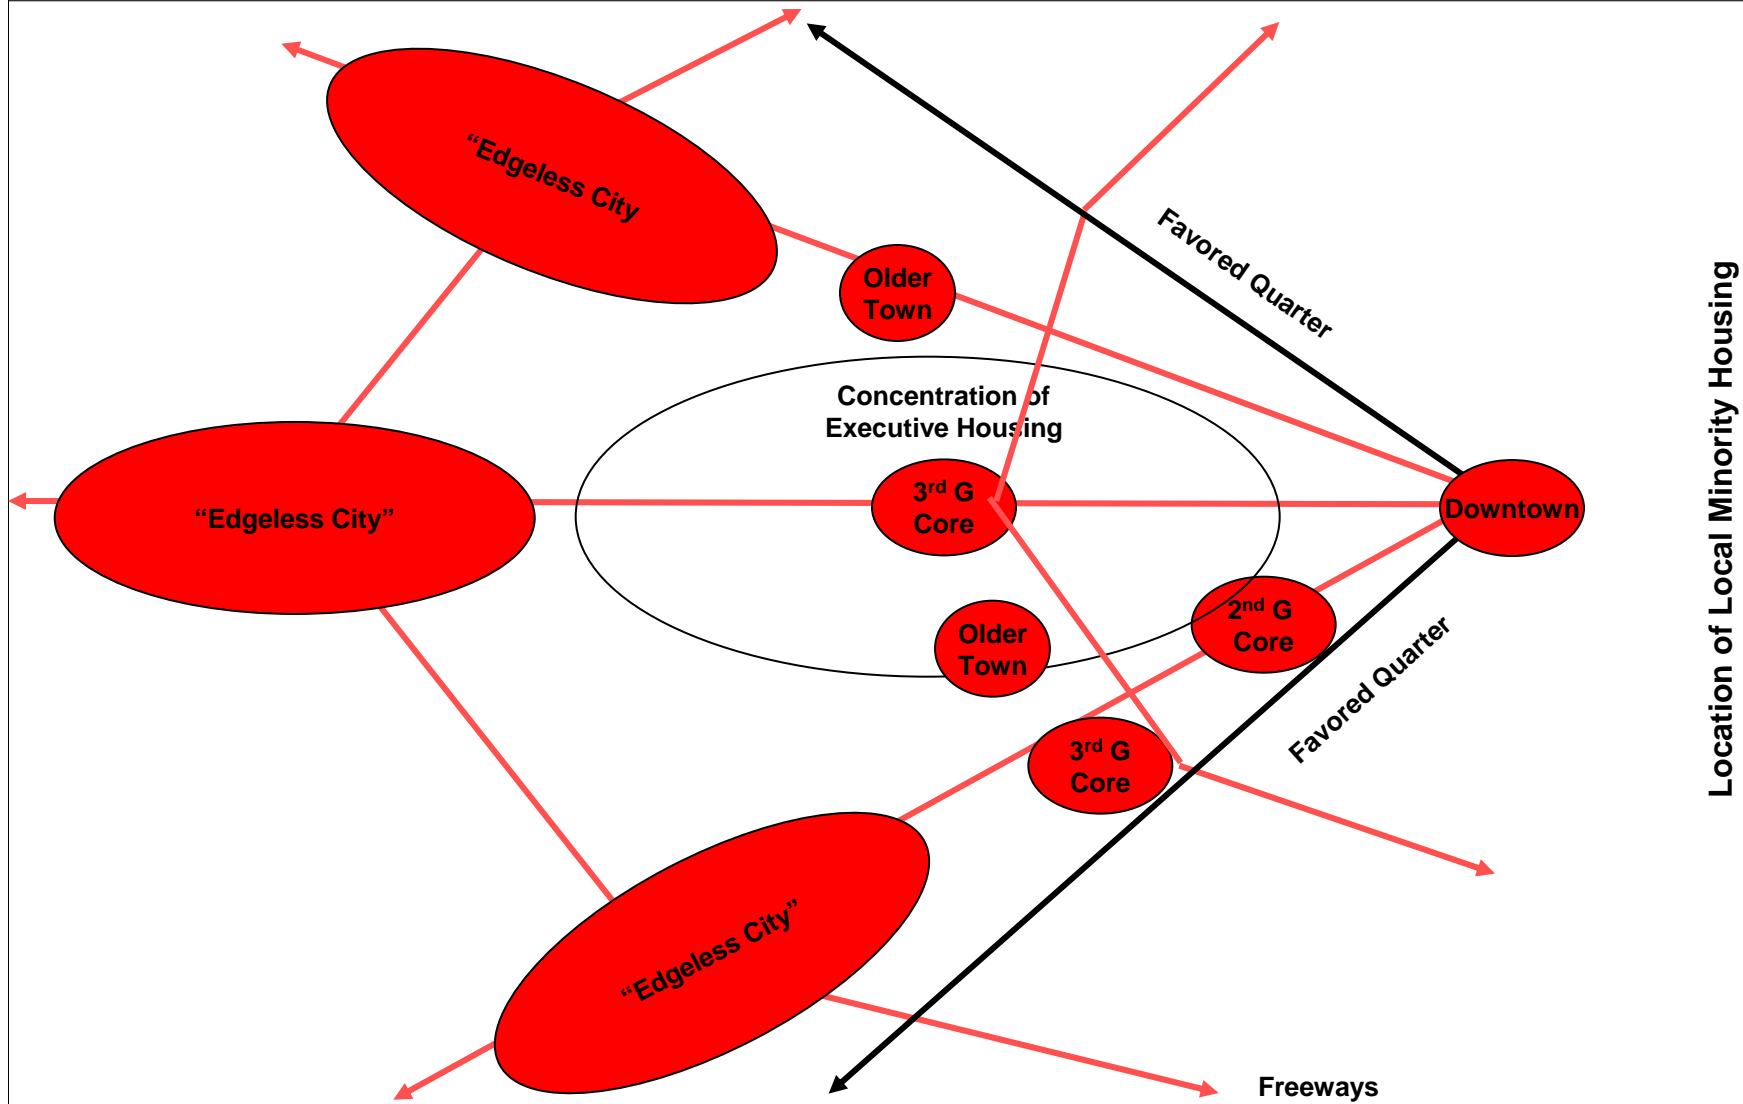 “Edgeless City
Favored Quarter
Older
Town
Concentration of
Executive Housing
3rd G
Core
“Edgeless City”
Downtown
2nd G
Core
Older
Town
Favored Quarter
3rd G
Core
“Edgeless City”
Freeways
Location of Local Minority Housing